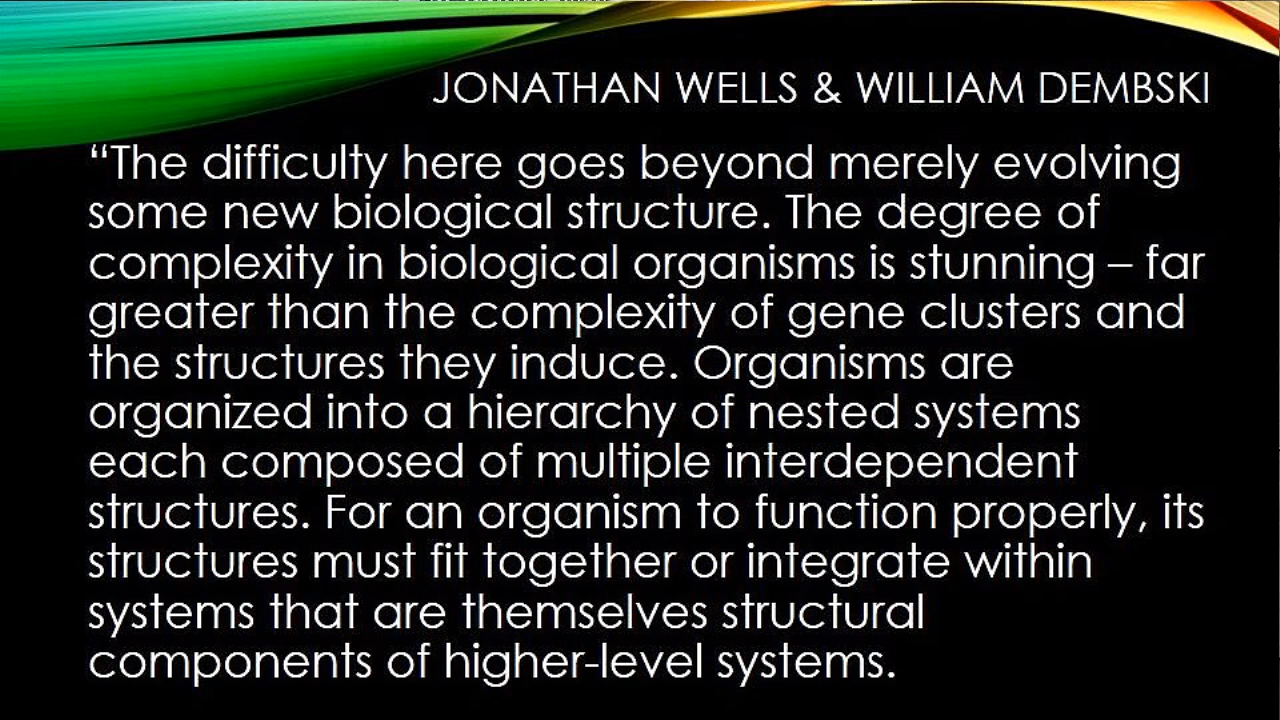 JONATHAN WELLS & WILLIAM DEMBSKI
“The difficulty here goes beyond merely evolving
some new biological structure. The degree of
complexity in biological organisms is stunning – far
greater than the complexity of gene clusters and
the structures they induce. Organisms are
organized into a hierarchy of nested systems
each composed of multiple interdependent
structures. For an organism to function properly, its
structures must fit together or integrate within
systems that are themselves structural
components of higher-level systems.